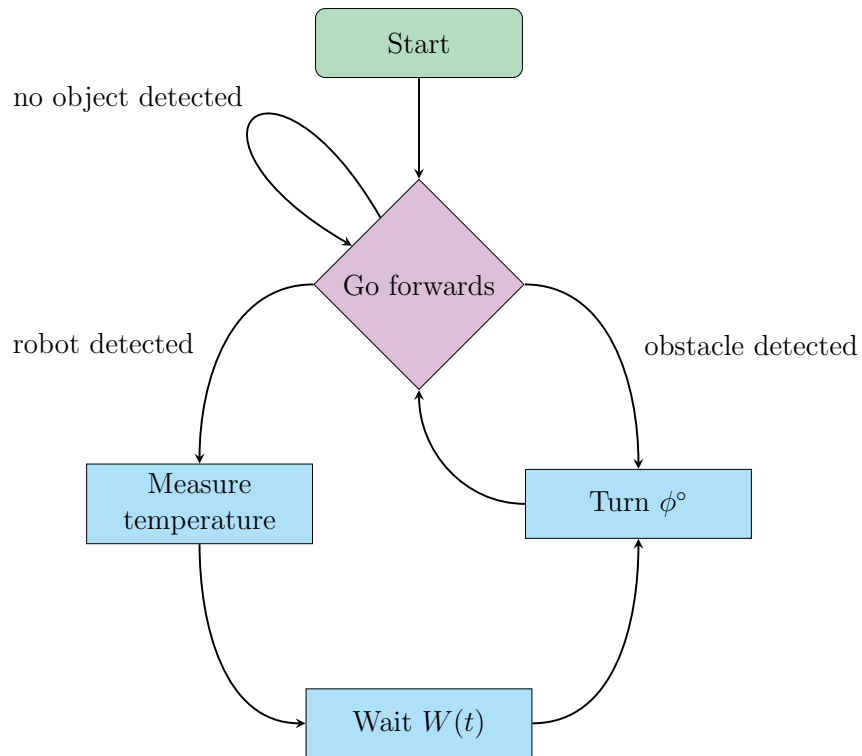 Start
no object detected
Go forwards
robot detected
obstacle detected
Measure
temperature
Turn ϕ°
Wait W(t)